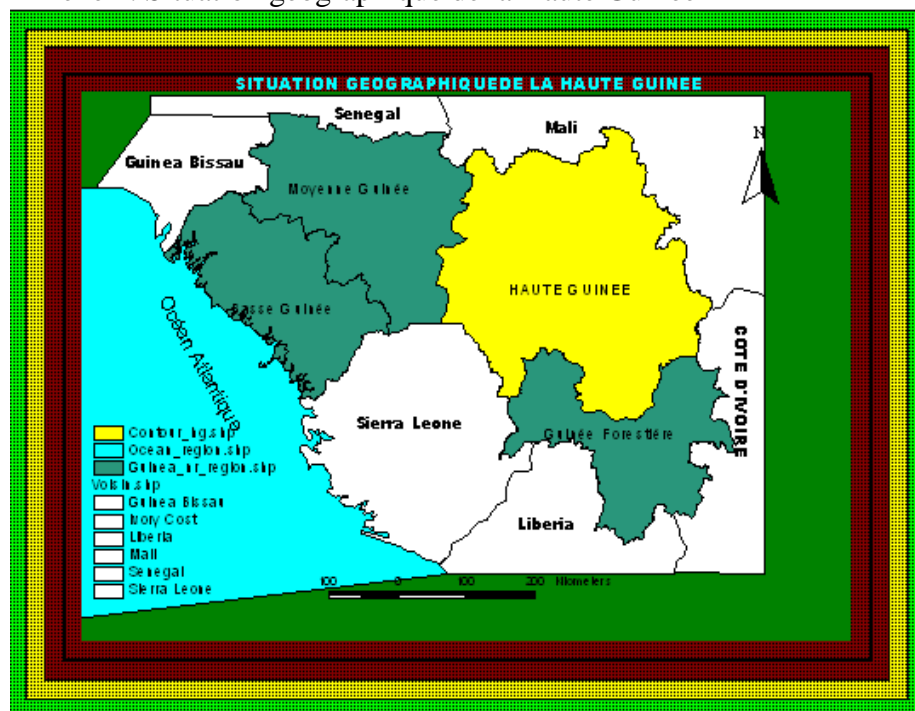 SITUATION GEOGRAPHIQUEDE LA HAUTE GUINEE
Senegal
Mali
N
Guinea Bissau
Moyenne Guinée
HAUTE GUINEE
Basse Guinée
Océan Atlantique
COTE D'IVOIRE
Sierra Leone
Guinée Forestière
Liberia
Contour_hg.shp
Ocean_region.shp
Guinea_nr_region.shp
Voisin.shp
Guinea Bissau
Ivory Cost
Liberia
Mali
Senegal
Sierra Leone
100 0 100 200 Kilometers